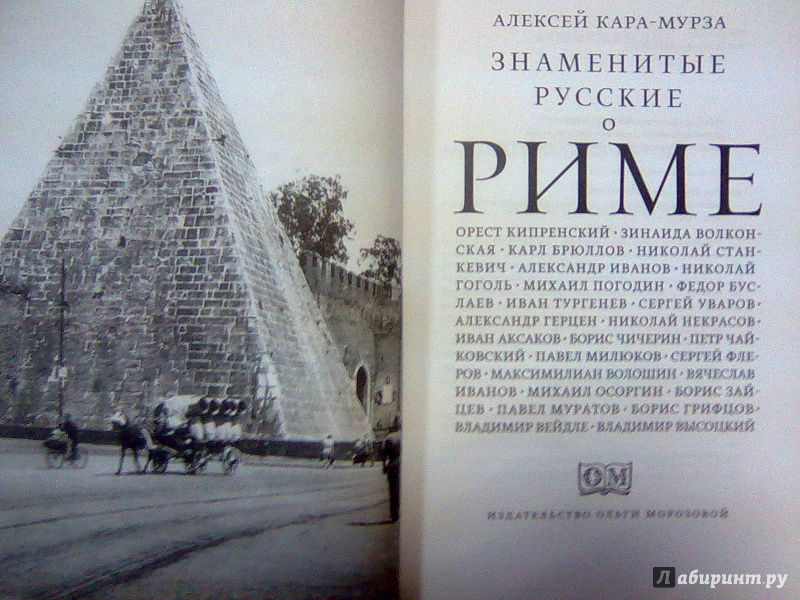 АЛЕКСЕЙ КАРА-МУРЗА
ЗНАМЕНИТЫЕ
РУССКИЕ
О
РИМЕ
ОРЕСТ КИПРЕНСКИЙ · ЗИНАИДА ВОЛКОН-
СКАЯ · КАРЛ БРЮЛЛОВ · НИКОЛАЙ СТАН-
КЕВИЧ · АЛЕКСАНДР ИВАНОВ · НИКОЛАЙ
ГОГОЛЬ · МИХАИЛ ПОГОДИН · ФЕДОР БУС-
ЛАЕВ · ИВАН ТУРГЕНЕВ · СЕРГЕЙ УВАРОВ ·
АЛЕКСАНДР ГЕРЦЕН · НИКОЛАЙ НЕКРАСОВ ·
ИВАН АКСАКОВ · БОРИС ЧИЧЕРИН · ПЕТР ЧАЙ-
КОВСКИЙ · ПАВЕЛ МИЛЮКОВ · СЕРГЕЙ ФЛЕ-
РОВ · МАКСИМИЛИАН ВОЛОШИН · ВЯЧЕСЛАВ
ИВАНОВ · МИХАИЛ ОСОРГИН · БОРИС ЗАЙ-
ЦЕВ · ПАВЕЛ МУРАТОВ · БОРИС ГРИФЦОВ ·
ВЛАДИМИР ВЕЙДЛЕ · ВЛАДИМИР ВЫСОЦКИЙ
ОМ
ИЗДАТЕЛЬСТВО ОЛЬГИ МОРОЗОВОЙ
Лабиринт.ру